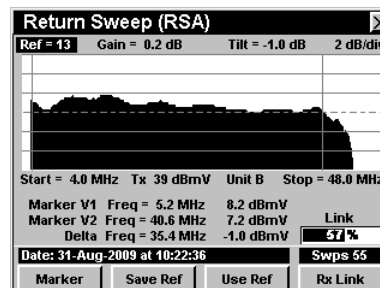 Return Sweep (RSA)
Ref = 13 Gain = 0.2 dB Tilt = -1.0 dB 2 dB/div
Start = 4.0 MHz Tx 39 dBmV Unit B Stop = 48.0 MHz
Marker V1 Freq = 5.2 MHz 8.2 dBmV
Marker V2 Freq = 40.6 MHz 7.2 dBmV Link
Delta Freq = 35.4 MHz -1.0 dBmV 57 %
Date: 31-Aug-2009 at 10:22:36 Swps 55
Marker Save Ref Use Ref Rx Link